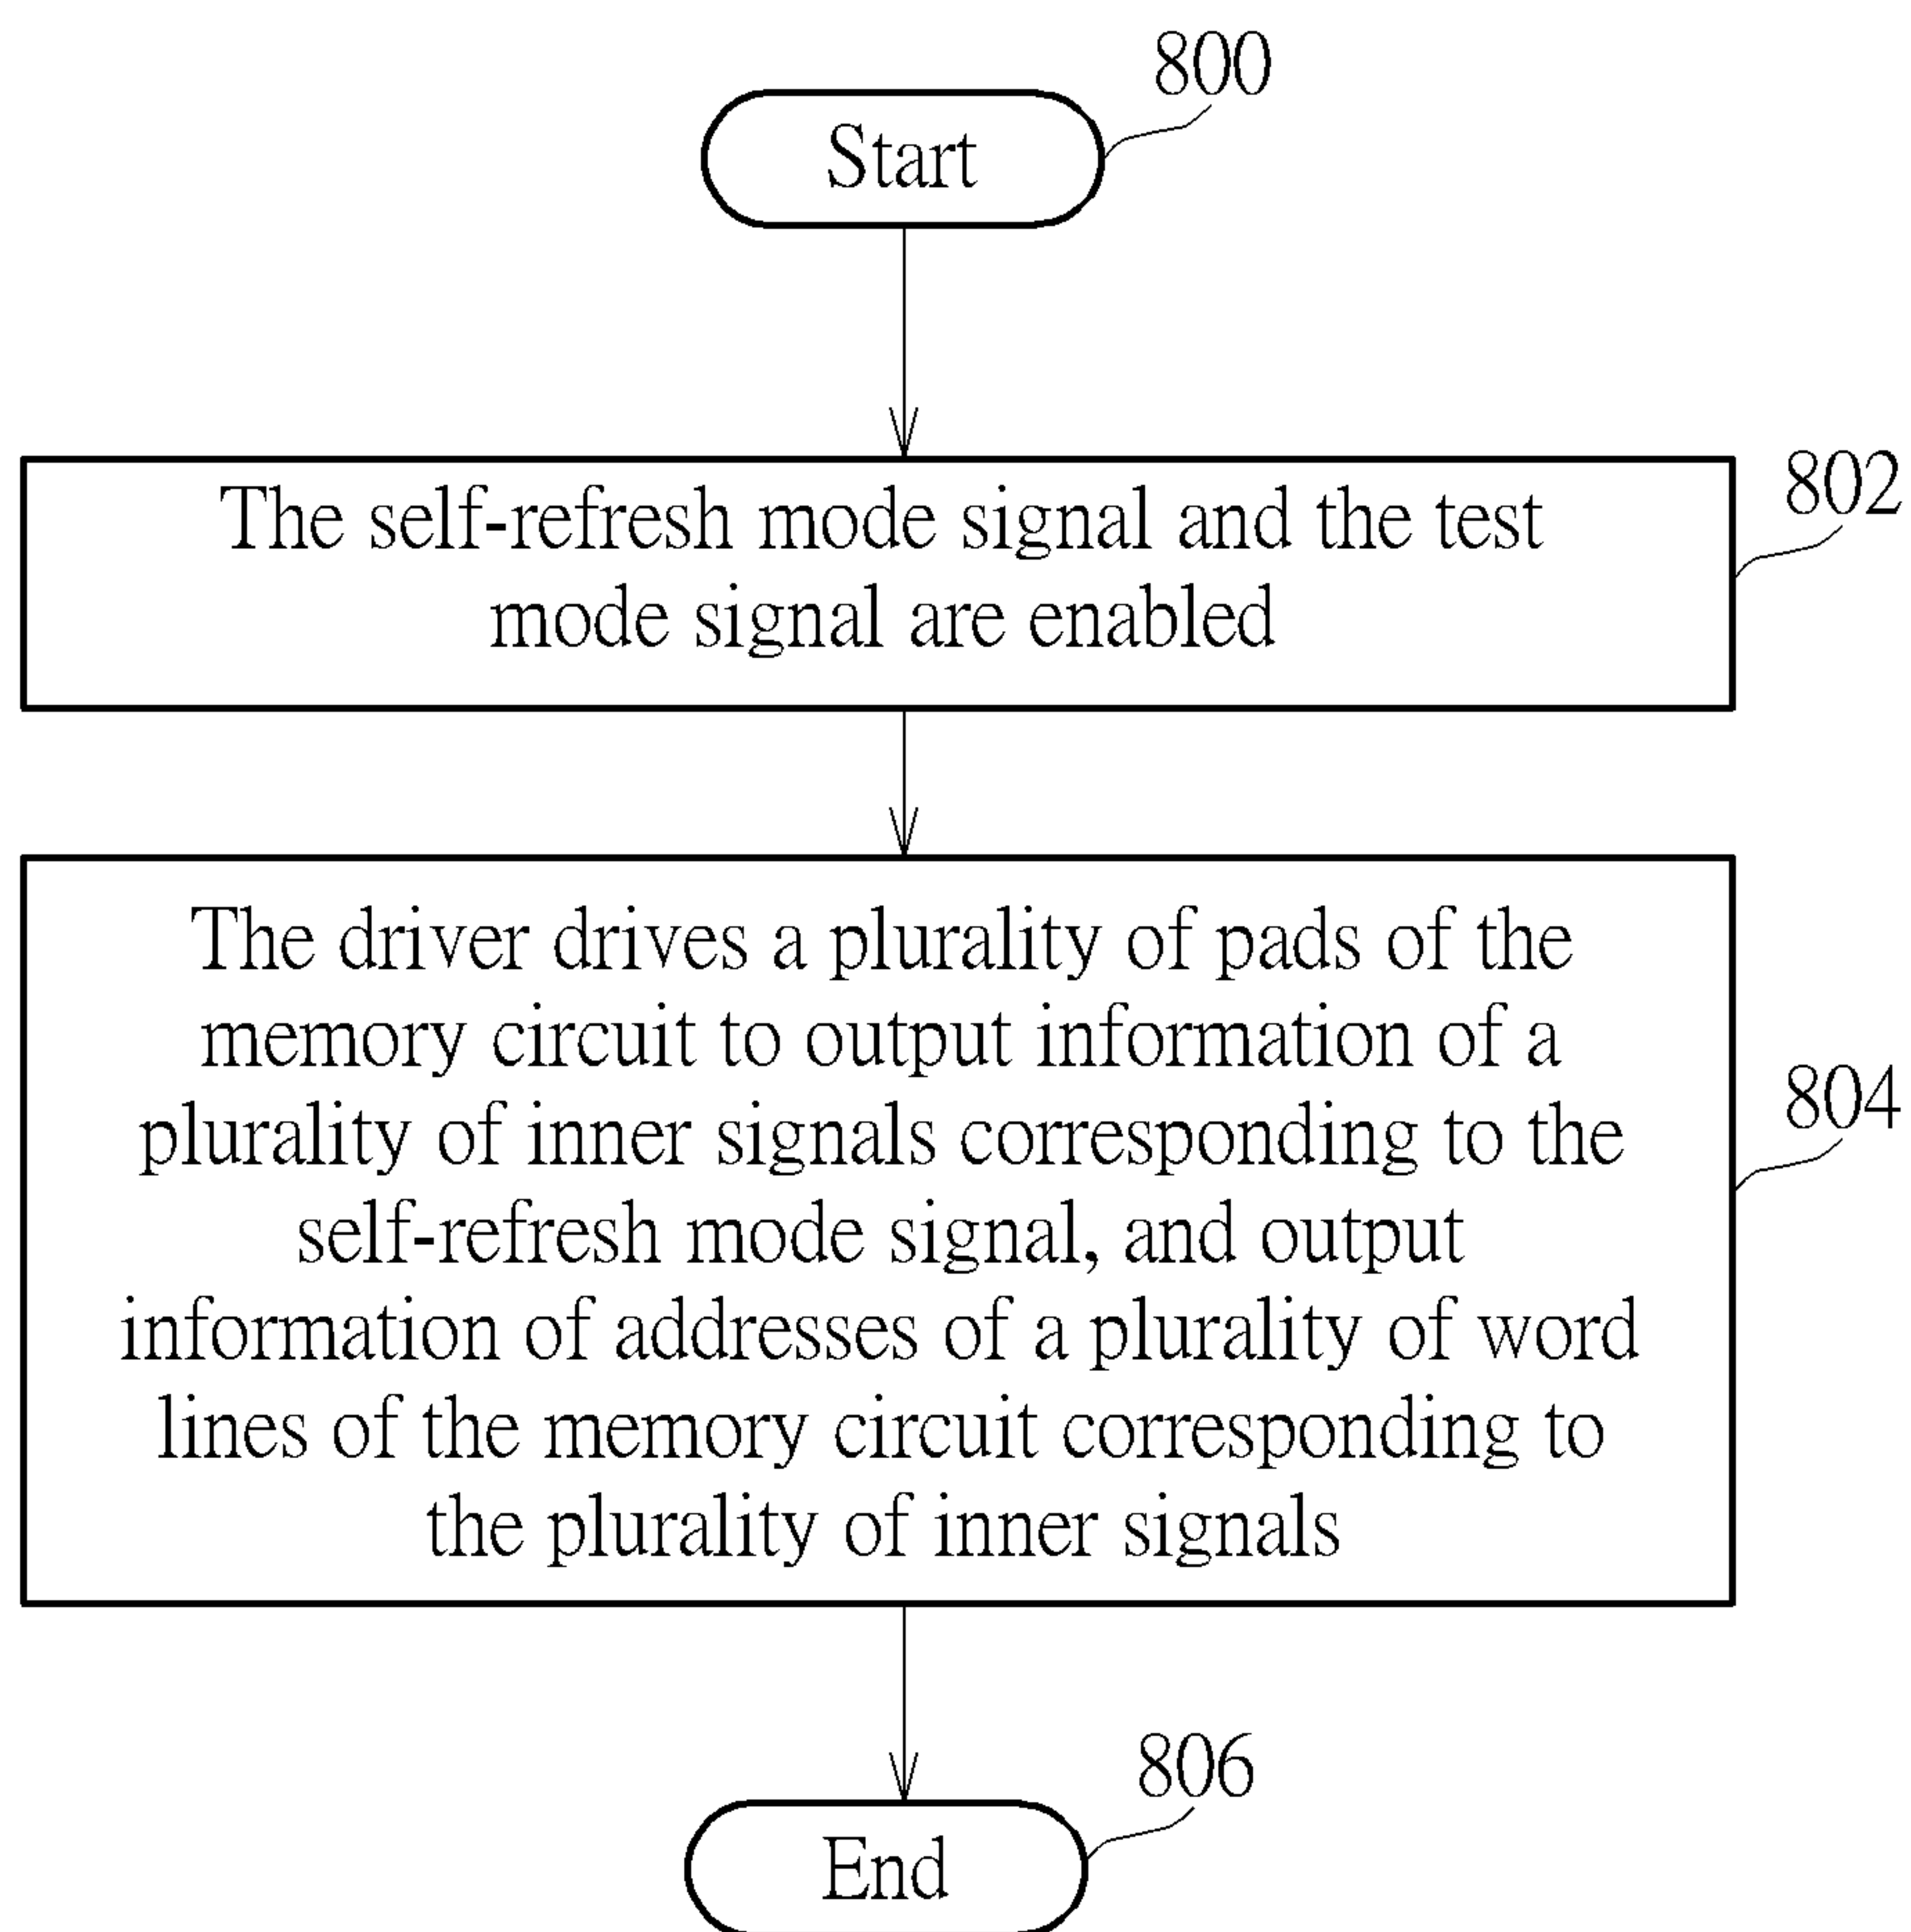 800
Start
802
The self-refresh mode signal and the test
mode signal are enabled
The driver drives a plurality of pads of the
memory circuit to output information of a
804
plurality of inner signals corresponding to the
self-refresh mode signal, and output
information of addresses of a plurality of word
lines of the memory circuit corresponding to
the plurality of inner signals
806
End